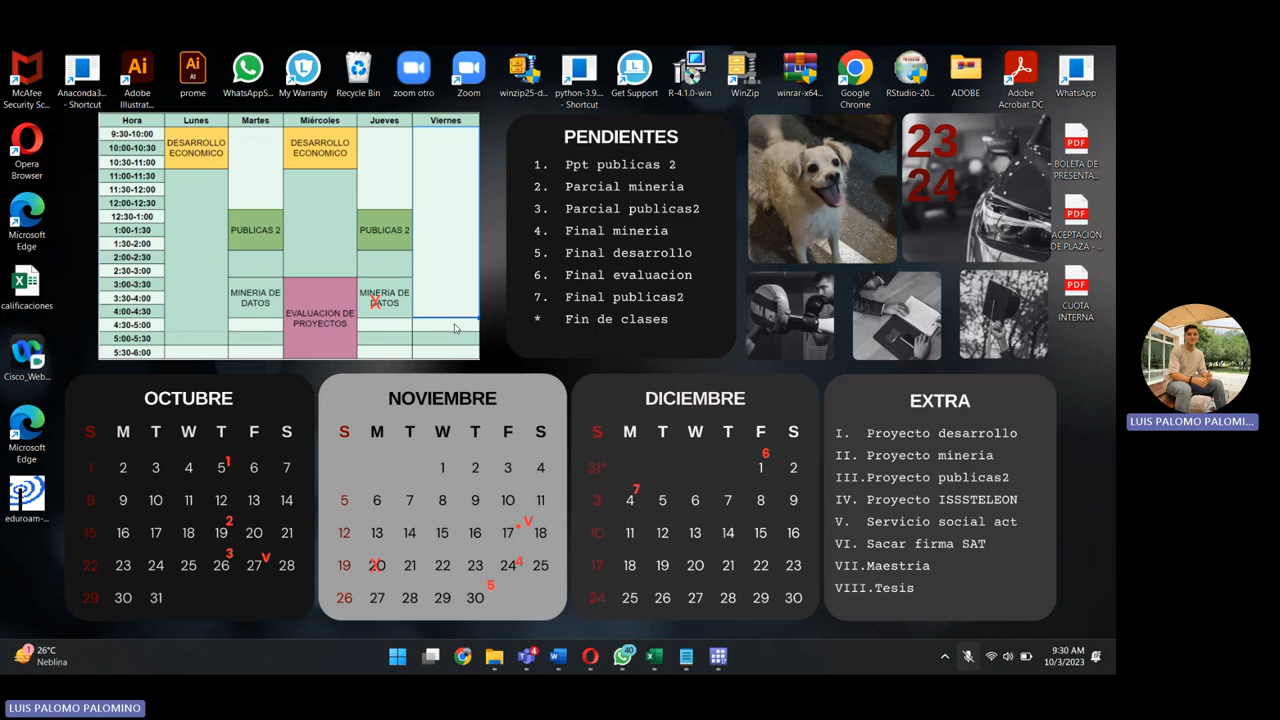 McAfee
Security Sc...
Anaconda3...
- Shortcut
Ai
Adobe
Illustrat...
Ai
AI
prome
WhatsAppS...
My Warranty
Recycle Bin
zoom otro
Zoom
winzip25-d...
python-3.9...
- Shortcut
Get Support
R-4.1.0-win
WinZip
winrar-x64...
Google
Chrome
RStudio-20...
ADOBE
Adobe
Acrobat DC
WhatsApp
Opera
Browser
Microsoft
Edge
calificaciones
Cisco_Web...
Microsoft
Edge
eduroam-...
Hora Lunes Martes Miércoles Jueves Viernes
9:30-10:00
10:00-10:30
10:30-11:00
11:00-11:30
11:30-12:00
12:00-12:30
12:30-1:00
1:00-1:30
1:30-2:00
2:00-2:30
2:30-3:00
3:00-3:30
3:30-4:00
4:00-4:30
4:30-5:00
5:00-5:30
5:30-6:00
DESARROLLO
ECONOMICO
DESARROLLO
ECONOMICO
PUBLICAS 2
PUBLICAS 2
MINERIA DE
DATOS
EVALUACION DE
PROYECTOS
MINERIA DE
DATOS
X
PENDIENTES
1. Ppt publicas 2
2. Parcial mineria
3. Parcial publicas2
4. Final mineria
5. Final desarrollo
6. Final evaluacion
7. Final publicas2
* Fin de clases
23
24
PDF
BOLETA DE
PRESENTA...
PDF
ACEPTACION
DE PLAZA - ...
PDF
CUOTA
INTERNA
OCTUBRE
S M T W T F S
1 2 3 4 5 1 6 7
8 9 10 11 12 13 14
15 16 17 18 19 2 20 21
22 23 24 25 26 3 27 V 28
29 30 31
NOVIEMBRE
S M T W T F S
1 2 3 4
5 6 7 8 9 10 11
12 13 14 15 16 17 * V 18
19 20 X 21 22 23 24 4 25
26 27 28 29 30 5
DICIEMBRE
S M T W T F S
31* 1 6 2
3 4 7 5 6 7 8 9
10 11 12 13 14 15 16
17 18 19 20 21 22 23
24 25 26 27 28 29 30
EXTRA
I. Proyecto desarrollo
II. Proyecto mineria
III.Proyecto publicas2
IV. Proyecto ISSSTELEON
V. Servicio social act
VI. Sacar firma SAT
VII.Maestria
VIII.Tesis
LUIS PALOMO PALOMI...
1
26°C
Neblina
4
40
9:30 AM
10/3/2023
LUIS PALOMO PALOMINO